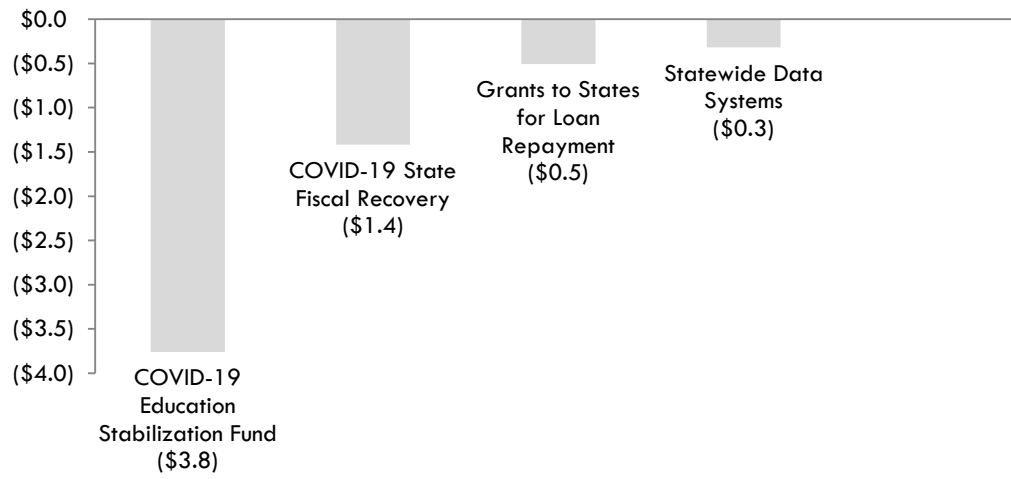 $0.0
($0.5)
($1.0)
($1.5)
($2.0)
($2.5)
($3.0)
($3.5)
($4.0)
COVID-19
Education
Stabilization Fund
($3.8)
COVID-19 State
Fiscal Recovery
($1.4)
Grants to States
for Loan
Repayment
($0.5)
Statewide Data
Systems
($0.3)